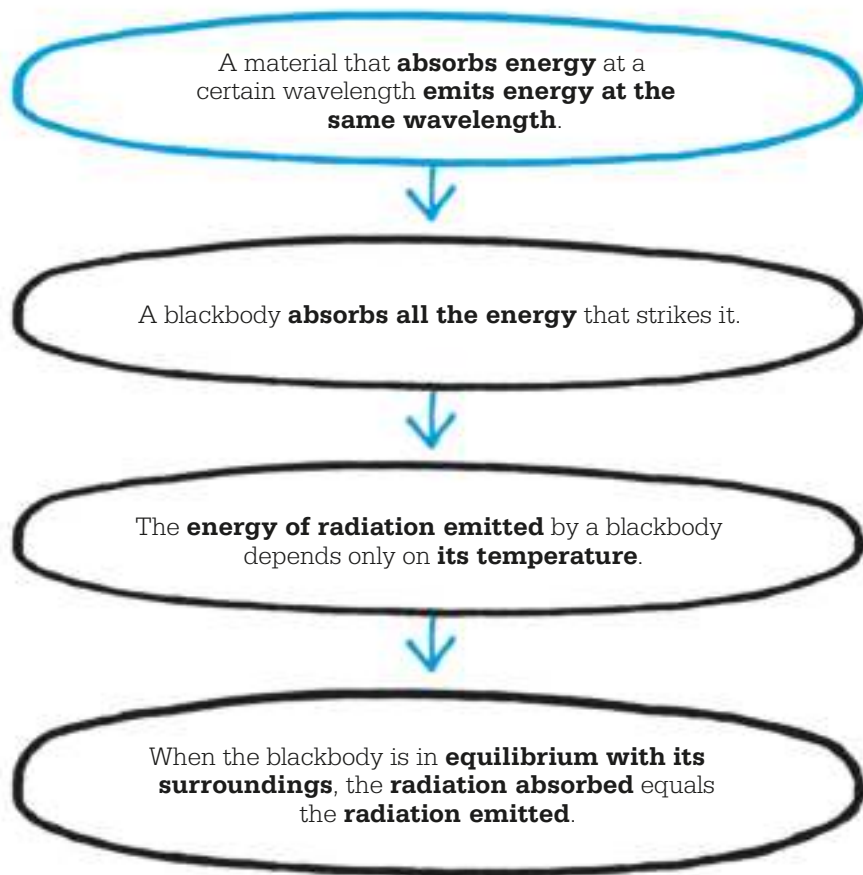 A material that absorbs energy at a
certain wavelength emits energy at the
same wavelength.
A blackbody absorbs all the energy that strikes it.
The energy of radiation emitted by a blackbody
depends only on its temperature.
When the blackbody is in equilibrium with its
surroundings, the radiation absorbed equals
the radiation emitted.